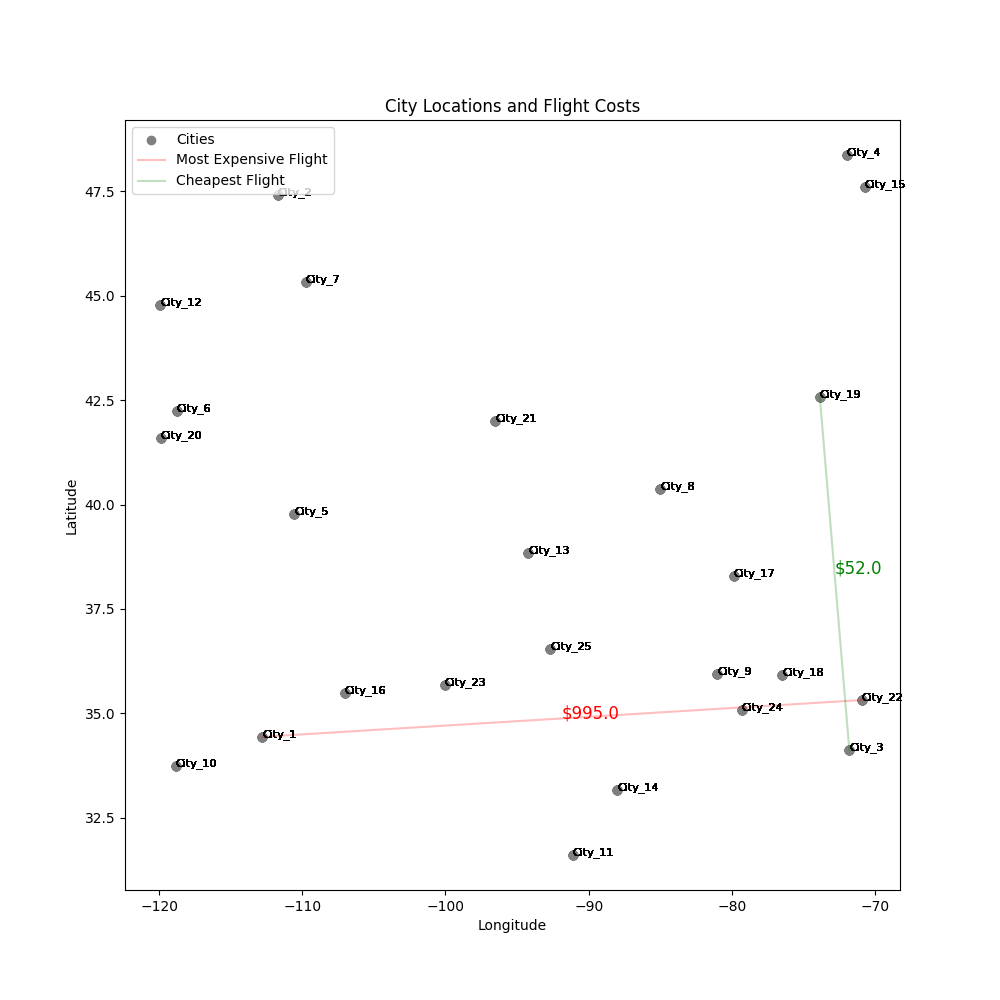 City Locations and Flight Costs
Cities
Most Expensive Flight
Cheapest Flight
City_4
City_15
City_2
City_7
City_12
City_19
City_6
City_21
City_20
City_8
City_5
City_13
City_17
$52.0
City_25
City_9
City_18
City_23
City_16
City_22
City_24
$995.0
City_1
City_3
City_10
City_14
City_11
47.5
45.0
42.5
40.0
37.5
35.0
32.5
Latitude
−120
−110
−100
−90
−80
−70
Longitude